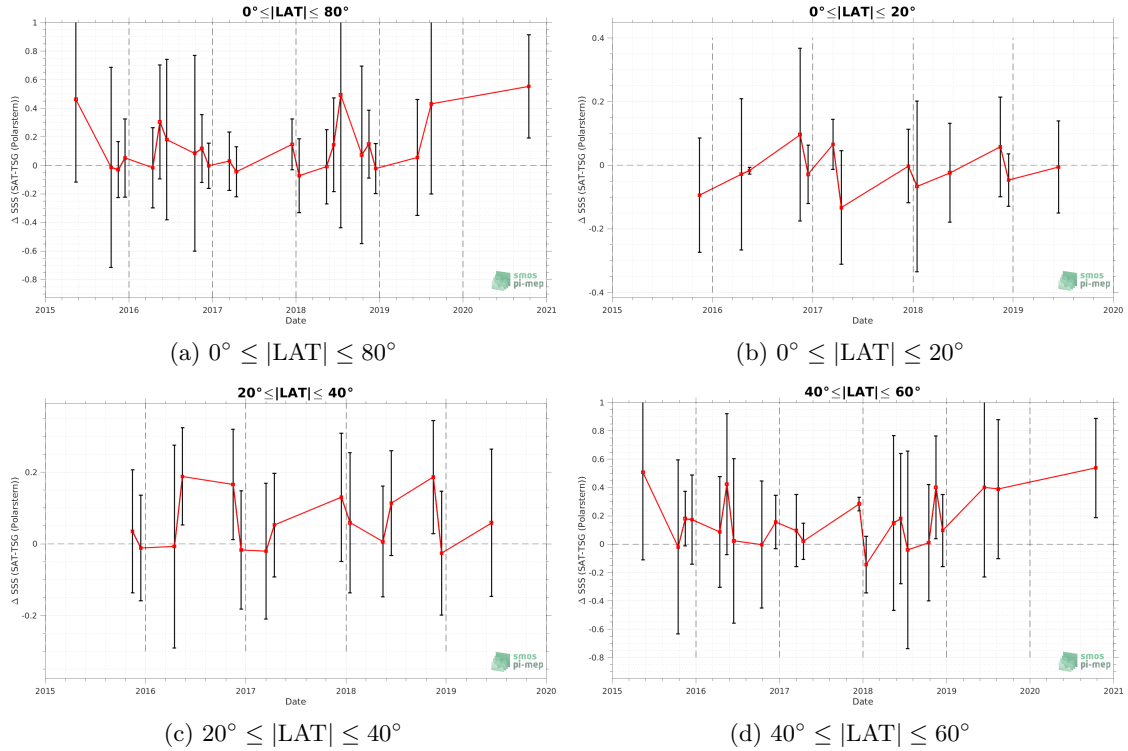 0°≤|LAT|≤ 80°
Δ SSS (SAT-TSG (Polarstern))
1
0.8
0.6
0.4
0.2
0
-0.2
-0.4
-0.6
-0.8
2015 2016 2017 2018 2019 2020 2021
Date
smos
pi-mep
(a) 0° ≤ |LAT| ≤ 80°
0°≤|LAT|≤ 20°
Δ SSS (SAT-TSG (Polarstern))
0.4
0.2
0
-0.2
-0.4
2015 2016 2017 2018 2019 2020
Date
smos
pi-mep
(b) 0° ≤ |LAT| ≤ 20°
20°≤|LAT|≤ 40°
Δ SSS (SAT-TSG (Polarstern))
0.2
0
-0.2
2015 2016 2017 2018 2019 2020
Date
smos
pi-mep
(c) 20° ≤ |LAT| ≤ 40°
40°≤|LAT|≤ 60°
Δ SSS (SAT-TSG (Polarstern))
1
0.8
0.6
0.4
0.2
0
-0.2
-0.4
-0.6
-0.8
2015 2016 2017 2018 2019 2020 2021
Date
smos
pi-mep
(d) 40° ≤ |LAT| ≤ 60°